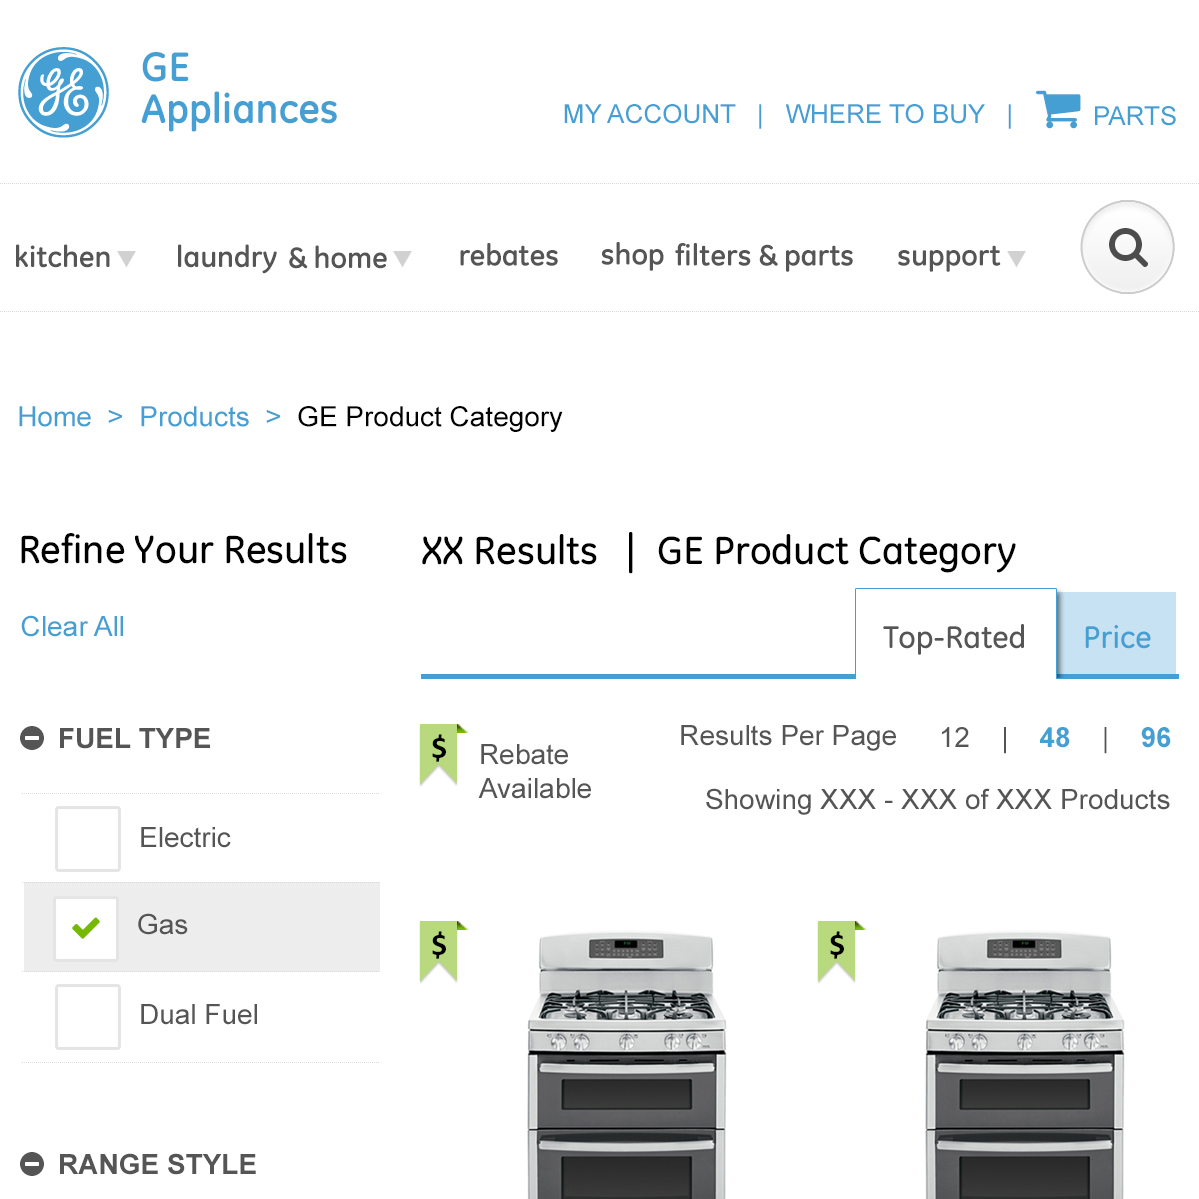 GE
GE
Appliances
MY ACCOUNT | WHERE TO BUY | PARTS
kitchen laundry & home rebates shop filters & parts support
Home > Products > GE Product Category
Refine Your Results
XX Results | GE Product Category
Clear All
Top-Rated Price
FUEL TYPE
$ Rebate
Available
Results Per Page 12 | 48 | 96
Showing XXX - XXX of XXX Products
Electric
Gas
Dual Fuel
$ $
RANGE STYLE